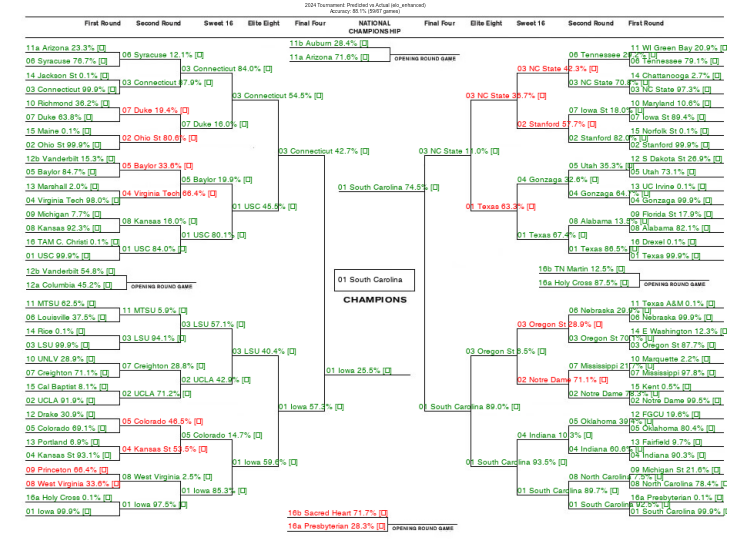 2024 Tournament: Predicted vs Actual (elo_enhanced)
Accuracy: 88.1% (59/67 games)
First Round Second Round Sweet 16 Elite Eight Final Four NATIONAL CHAMPIONSHIP Final Four Elite Eight Sweet 16 Second Round First Round
11a Arizona 23.3%
06 Syracuse 76.7%
14 Jackson St 0.1%
03 Connecticut 99.9%
10 Richmond 36.2%
07 Duke 63.8%
15 Maine 0.1%
02 Ohio St 99.9%
12b Vanderbilt 15.3%
05 Baylor 84.7%
13 Marshall 2.0%
04 Virginia Tech 98.0%
09 Michigan 7.7%
08 Kansas 92.3%
16 TAM C. Christi 0.1%
01 USC 99.9%
12b Vanderbilt 54.8%
12a Columbia 45.2%
OPENING ROUND GAME
11 MTSU 62.5%
06 Louisville 37.5%
14 Rice 0.1%
03 LSU 99.9%
10 UNLV 28.9%
07 Creighton 71.1%
15 Cal Baptist 8.1%
02 UCLA 91.9%
12 Drake 30.9%
05 Colorado 69.1%
13 Portland 6.9%
04 Kansas St 93.1%
09 Princeton 66.4%
08 West Virginia 33.6%
16a Holy Cross 0.1%
01 Iowa 99.9%
06 Syracuse 12.1%
03 Connecticut 87.9%
07 Duke 19.4%
02 Ohio St 80.6%
05 Baylor 33.6%
04 Virginia Tech 66.4%
08 Kansas 16.0%
01 USC 84.0%
11 MTSU 5.9%
03 LSU 94.1%
07 Creighton 28.8%
02 UCLA 71.2%
05 Colorado 46.5%
04 Kansas St 53.5%
08 West Virginia 2.5%
01 Iowa 97.5%
03 Connecticut 84.0%
07 Duke 16.0%
05 Baylor 19.9%
01 USC 80.1%
03 LSU 57.1%
02 UCLA 42.9%
05 Colorado 14.7%
01 Iowa 85.3%
03 Connecticut 54.5%
01 USC 45.5%
03 LSU 40.4%
01 Iowa 59.6%
03 Connecticut 42.7%
01 Iowa 57.3%
11b Auburn 28.4%
11a Arizona 71.6%
OPENING ROUND GAME
01 South Carolina 74.5%
01 South Carolina
CHAMPIONS
01 Iowa 25.5%
16b Sacred Heart 71.7%
16a Presbyterian 28.3%
OPENING ROUND GAME
03 NC State 11.0%
01 South Carolina 89.0%
03 NC State 36.7%
01 Texas 63.3%
03 Oregon St 6.5%
01 South Carolina 93.5%
03 NC State 42.3%
02 Stanford 57.7%
04 Gonzaga 32.6%
01 Texas 67.4%
03 Oregon St 28.9%
02 Notre Dame 71.1%
04 Indiana 10.3%
01 South Carolina 89.7%
06 Tennessee
03 NC State 70.8%
07 Iowa St 18.0%
02 Stanford 82.0%
05 Utah 35.3%
04 Gonzaga
08 Alabama 13.5%
01 Texas 86.5%
16b TN Martin 12.5%
16a Holy Cross 87.5%
OPENING ROUND GAME
06 Nebraska
03 Oregon St
07 Mississippi
02 Notre Dame
05 Oklahoma
04 Indiana 60.6%
08 North Carolina 7.5%
01 South Carolina 92.5%
11 WI Green Bay 20.9%
06 Tennessee 79.1%
14 Chattanooga 2.7%
03 NC State 97.3%
10 Maryland 10.6%
07 Iowa St 89.4%
15 Norfolk St 0.1%
02 Stanford 99.9%
12 S Dakota St 26.9%
05 Utah 73.1%
13 UC Irvine 0.1%
04 Gonzaga 99.9%
09 Florida St 17.9%
08 Alabama 82.1%
16 Drexel 0.1%
01 Texas 99.9%
11 Texas A&M 0.1%
06 Nebraska 99.9%
14 E Washington 12.3%
03 Oregon St 87.7%
10 Marquette 2.2%
07 Mississippi 97.8%
15 Kent 0.5%
02 Notre Dame 99.5%
12 FGCU 19.6%
05 Oklahoma 80.4%
13 Fairfield 9.7%
04 Indiana 90.3%
09 Michigan St 21.6%
08 North Carolina 78.4%
16a Presbyterian 0.1%
01 South Carolina 99.9%